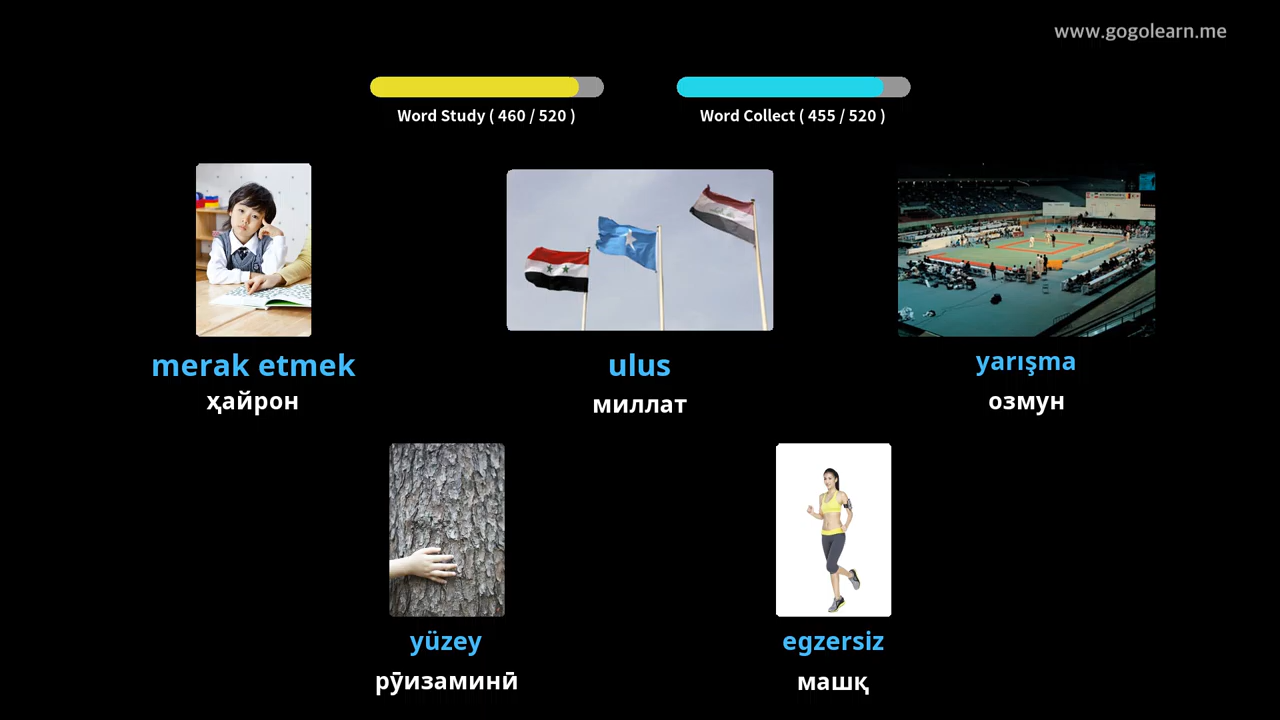 www.gogolearn.me
Word Study ( 460 / 520 )
Word Collect ( 455 / 520 )
merak etmek
ҳайрон
ulus
миллат
yarışma
озмун
yüzey
рӯизаминӣ
egzersiz
машқ